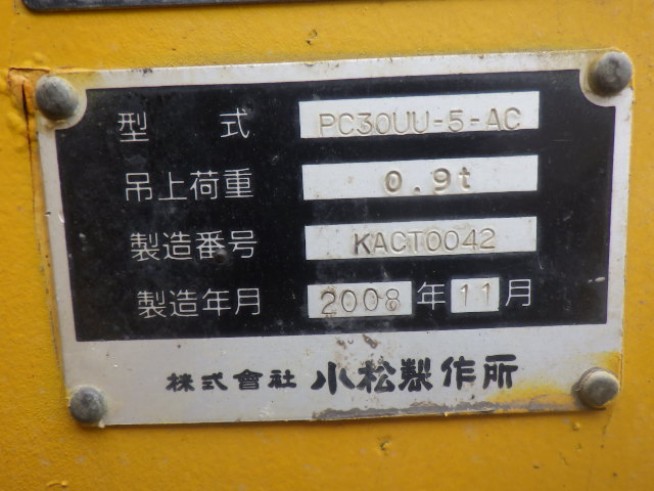 型 式 PC30UU-5-AC
吊上荷重 0.9t
製造番号 KACT0042
製造年月 2008年11月
株式會社 小松製作所